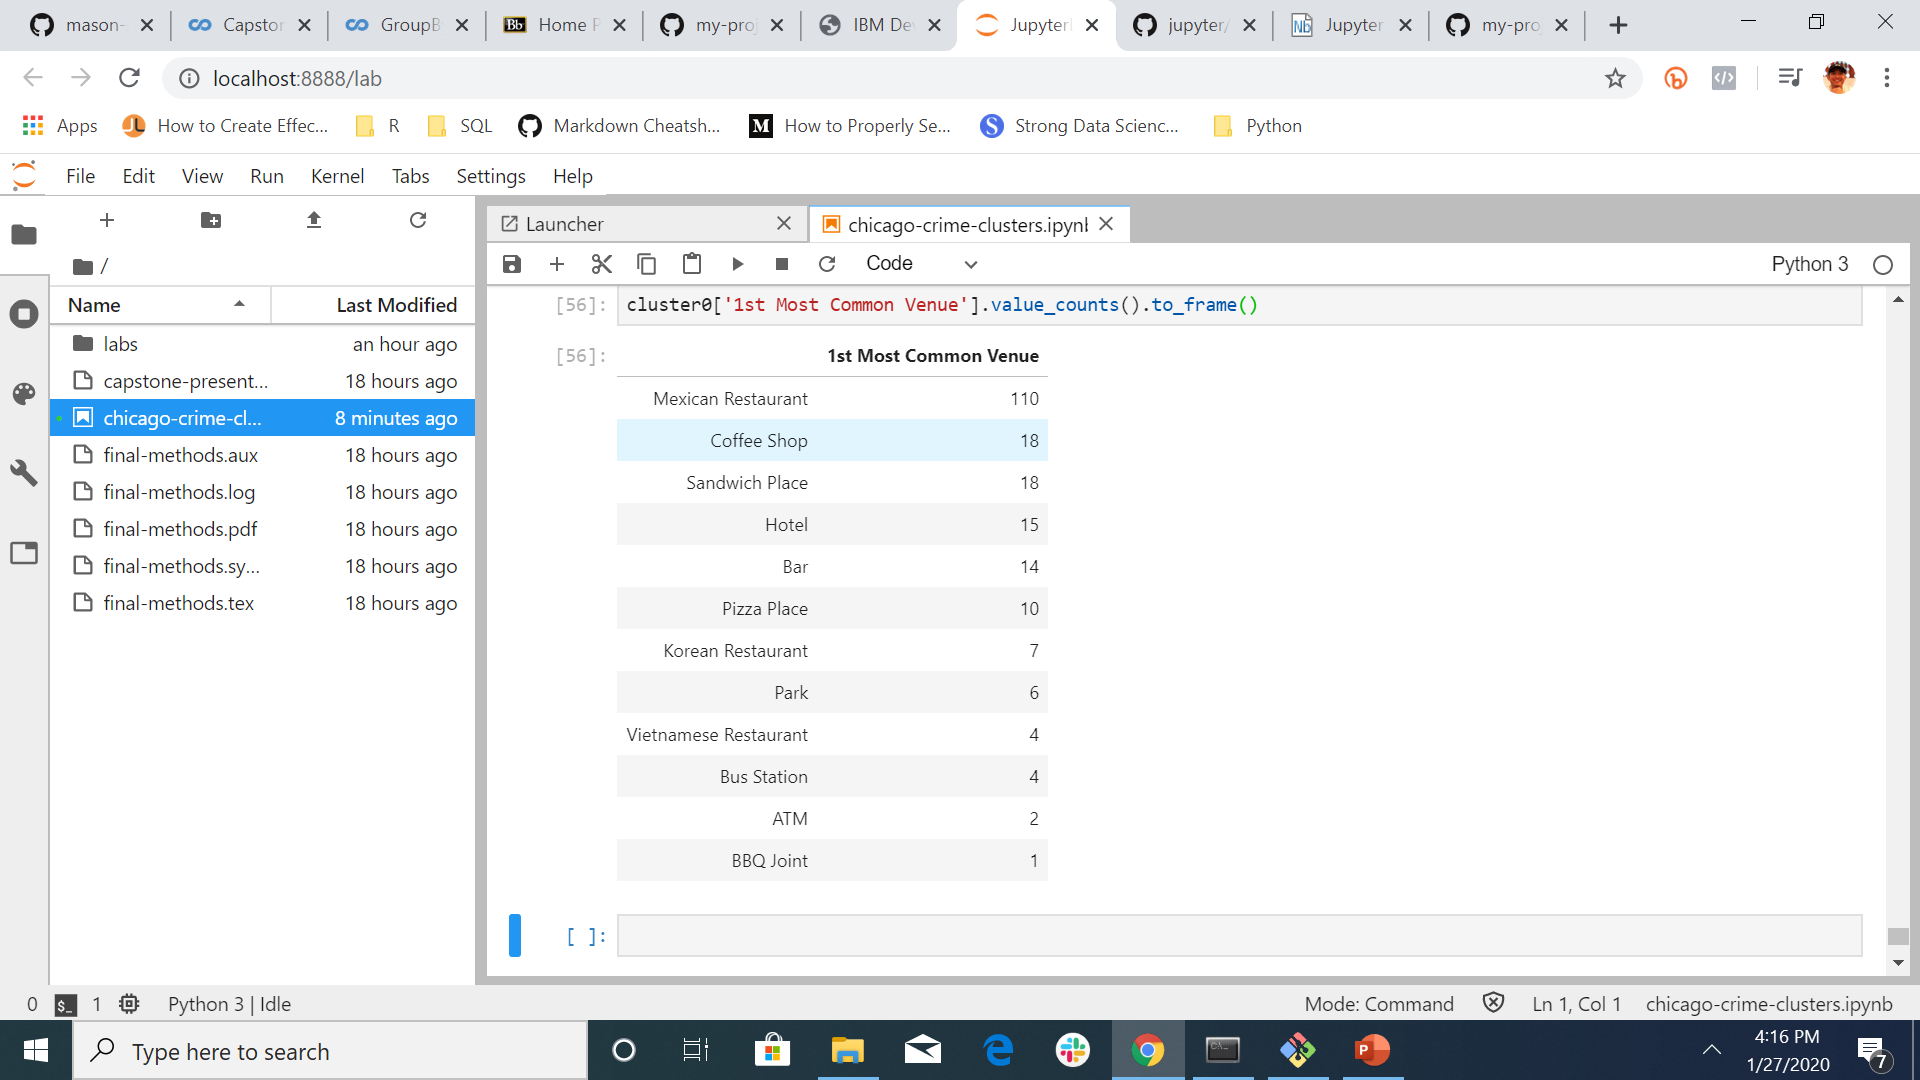 mason-
Capstor
GroupB
Home P
my-proj
IBM Dev
Jupyterl
jupyter/
Jupyter
my-proj
localhost:8888/lab
Apps
How to Create Effec...
R
SQL
Markdown Cheatsh...
M
How to Properly Se...
S
Strong Data Scienc...
Python
File Edit View Run Kernel Tabs Settings Help
Launcher
chicago-crime-clusters.ipynb
/
Code
Python 3
Name Last Modified
labs an hour ago
capstone-present... 18 hours ago
chicago-crime-cl... 8 minutes ago
final-methods.aux 18 hours ago
final-methods.log 18 hours ago
final-methods.pdf 18 hours ago
final-methods.sy... 18 hours ago
final-methods.tex 18 hours ago
[56]: cluster0['1st Most Common Venue'].value_counts().to_frame()
[56]: 1st Most Common Venue
Mexican Restaurant 110
Coffee Shop 18
Sandwich Place 18
Hotel 15
Bar 14
Pizza Place 10
Korean Restaurant 7
Park 6
Vietnamese Restaurant 4
Bus Station 4
ATM 2
BBQ Joint 1
[ ]:
0 $_ 1 Python 3 | Idle
Mode: Command Ln 1, Col 1 chicago-crime-clusters.ipynb
Type here to search
4:16 PM
1/27/2020
7